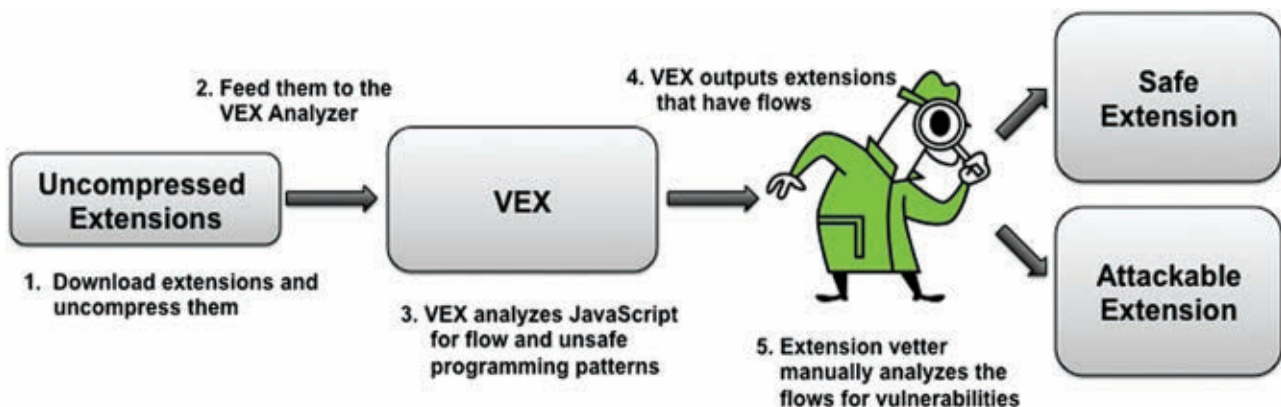 Uncompressed
Extensions
1. Download extensions and
uncompress them
2. Feed them to the
VEX Analyzer
VEX
3. VEX analyzes JavaScript
for flow and unsafe
programming patterns
4. VEX outputs extensions
that have flows
5. Extension vetter
manually analyzes the
flows for vulnerabilities
Safe
Extension
Attackable
Extension